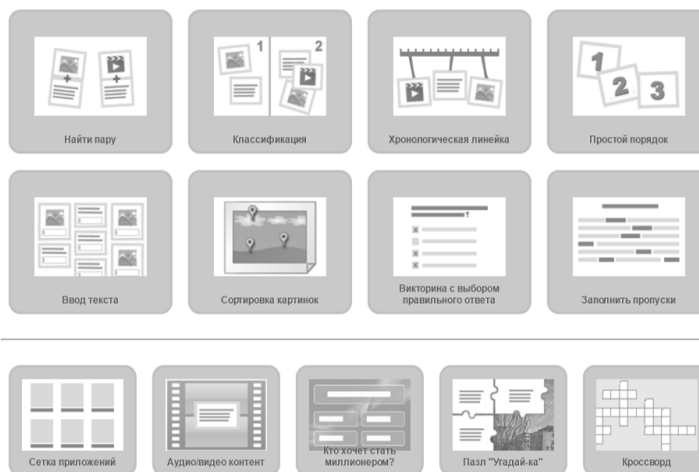 1
2
1
2
3
Найти пару
Классификация
Хронологическая линейка
Простой порядок
?
Ввод текста
Сортировка картинок
Викторина с выбором
правильного ответа
Заполнить пропуски
Сетка приложений
Аудио/видео контент
Кто хочет стать
миллионером?
Пазл "Угадай-ка"
Кроссворд